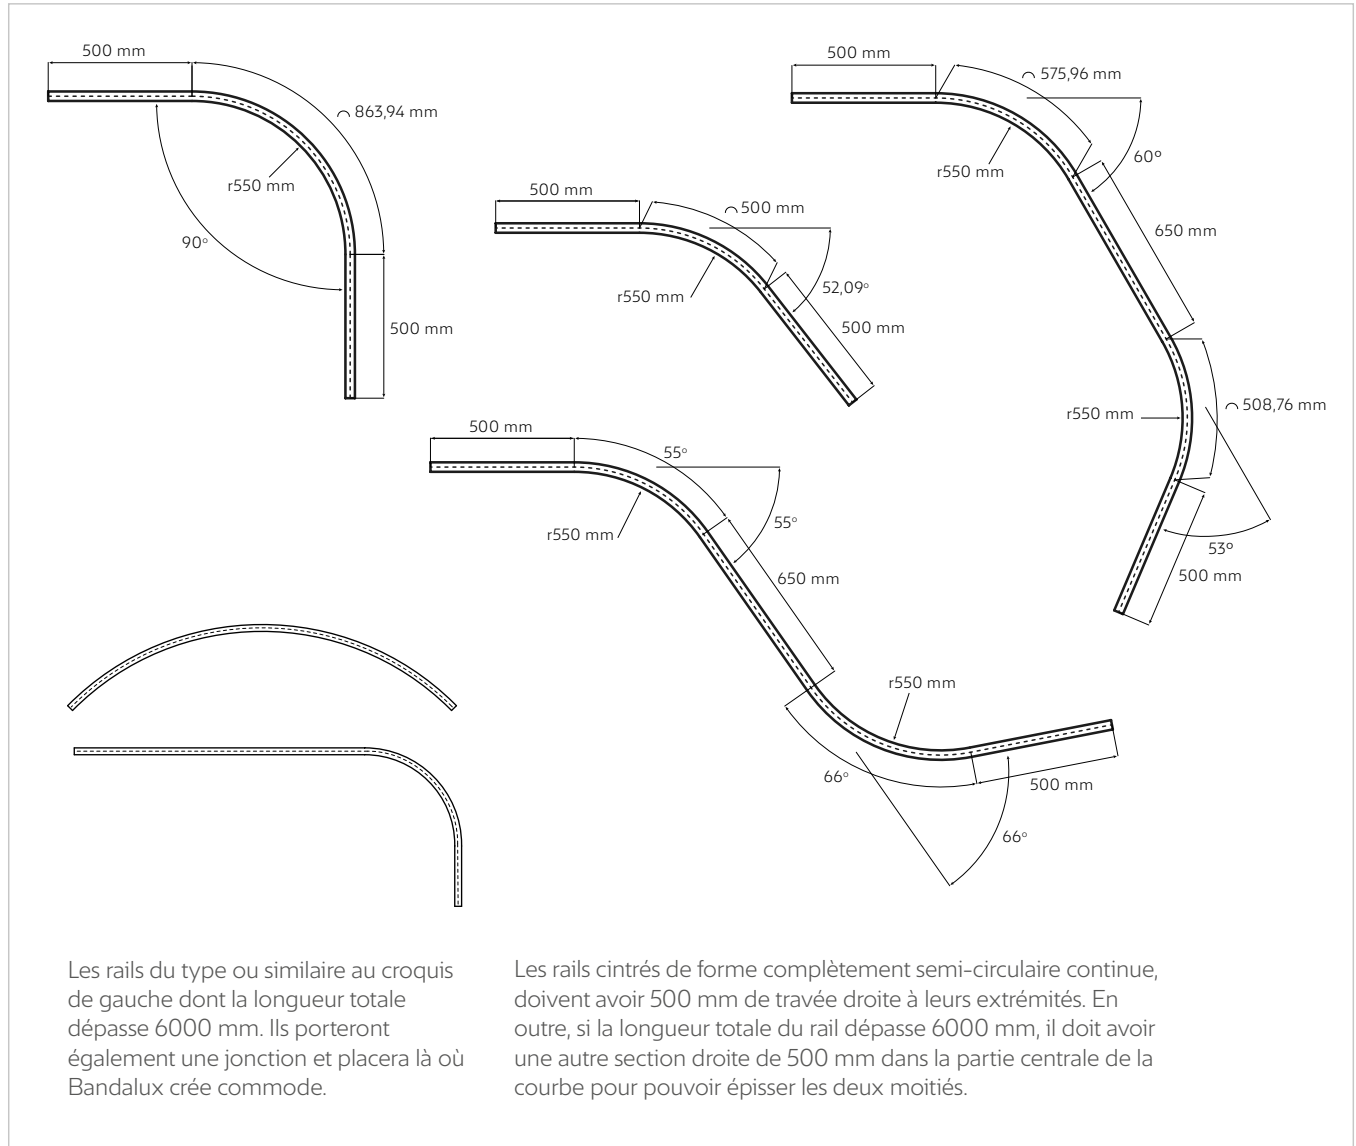 500 mm
863,94 mm
r550 mm
90°
500 mm
500 mm
500 mm
r550 mm
52,09°
500 mm
500 mm
575,96 mm
60º
r550 mm
650 mm
508,76 mm
r550 mm
53º
500 mm
500 mm
55°
55°
r550 mm
650 mm
r550 mm
66°
500 mm
66°
Les rails du type ou similaire au croquis
de gauche dont la longueur totale
dépasse 6000 mm. Ils porteront
également une jonction et placera là où
Bandalux crée commode.
Les rails cintrés de forme complètement semi-circulaire continue,
doivent avoir 500 mm de travée droite à leurs extrémités. En
outre, si la longueur totale du rail dépasse 6000 mm, il doit avoir
une autre section droite de 500 mm dans la partie centrale de la
courbe pour pouvoir épisser les deux moitiés.